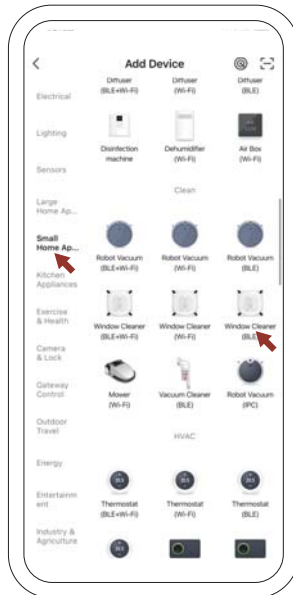 Add Device
Electrical
Lighting
Sensors
Large
Home Ap...
Small
Home Ap...
Kitchen
Appliances
Exercise
& Health
Camera
& Lock
Gateway
Control
Outdoor
Travel
Energy
Entertainm
ent
Industry &
Agriculture
Diffuser Diffuser Diffuser
(BLE+Wi-Fi) (Wi-Fi) (BLE)
Disinfection Dehumidifier Air Box
machine (Wi-Fi) (Wi-Fi)
Clean
Robot Vacuum Robot Vacuum Robot Vacuum
(BLE+Wi-Fi) (Wi-Fi) (BLE)
Window Cleaner Window Cleaner Window Cleaner
(BLE+Wi-Fi) (Wi-Fi) (BLE)
Mower Vacuum Cleaner Robot Vacuum
(Wi-Fi) (BLE) (IPC)
HVAC
Thermostat Thermostat Thermostat
(BLE+Wi-Fi) (Wi-Fi) (BLE)